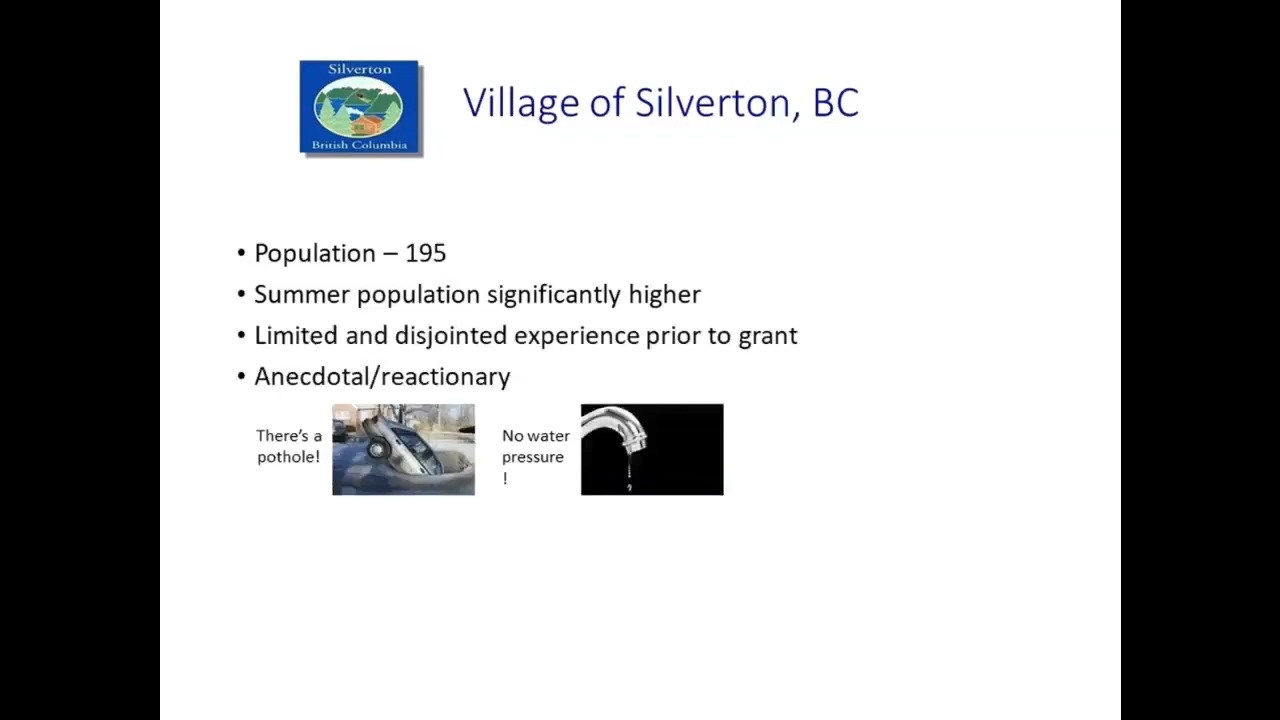 Silverton
British Columbia
Village of Silverton, BC
• Population – 195
• Summer population significantly higher
• Limited and disjointed experience prior to grant
• Anecdotal/reactionary
There's a
pothole!
No water
pressure
!